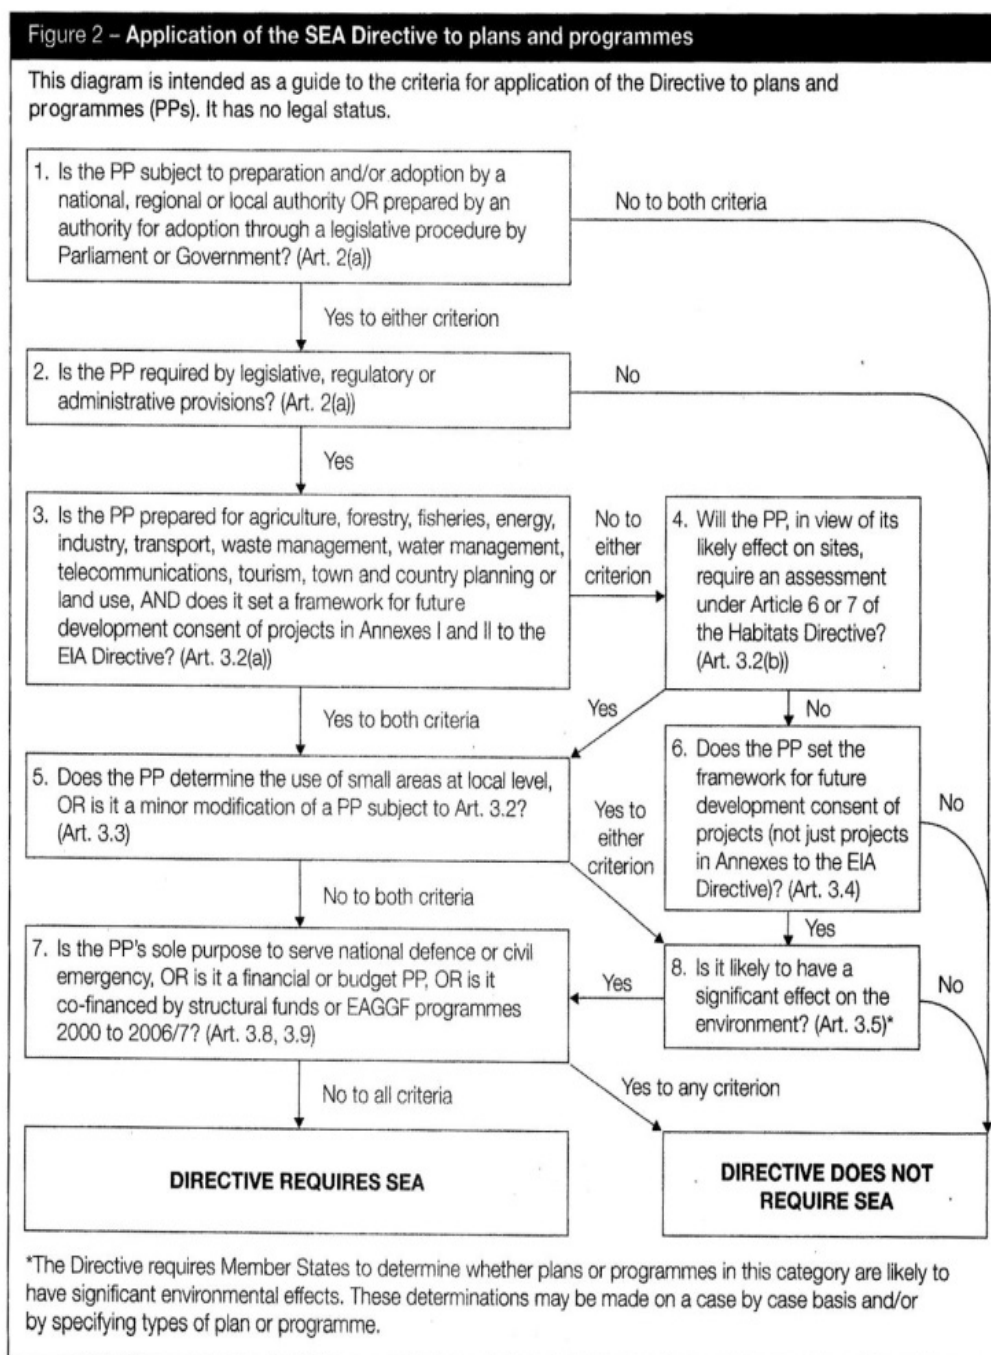 Figure 2 – Application of the SEA Directive to plans and programmes
This diagram is intended as a guide to the criteria for application of the Directive to plans and
programmes (PPs). It has no legal status.
1. Is the PP subject to preparation and/or adoption by a
national, regional or local authority OR prepared by an
authority for adoption through a legislative procedure by
Parliament or Government? (Art. 2(a))
No to both criteria
Yes to either criterion
2. Is the PP required by legislative, regulatory or
administrative provisions? (Art. 2(a))
No
Yes
3. Is the PP prepared for agriculture, forestry, fisheries, energy,
industry, transport, waste management, water management,
telecommunications, tourism, town and country planning or
land use, AND does it set a framework for future
development consent of projects in Annexes I and II to the
EIA Directive? (Art. 3.2(a))
No to
either
criterion
4. Will the PP, in view of its
likely effect on sites,
require an assessment
under Article 6 or 7 of
the Habitats Directive?
(Art. 3.2(b))
Yes to both criteria
Yes
No
5. Does the PP determine the use of small areas at local level,
OR is it a minor modification of a PP subject to Art. 3.2?
(Art. 3.3)
Yes to
either
criterion
6. Does the PP set the
framework for future
development consent of
projects (not just projects
in Annexes to the EIA
Directive)? (Art. 3.4)
No
No to both criteria
Yes
7. Is the PP's sole purpose to serve national defence or civil
emergency, OR is it a financial or budget PP, OR is it
co-financed by structural funds or EAGGF programmes
2000 to 2006/7? (Art. 3.8, 3.9)
Yes
8. Is it likely to have a
significant effect on the
environment? (Art. 3.5)*
No
No to all criteria
Yes to any criterion
DIRECTIVE REQUIRES SEA
DIRECTIVE DOES NOT
REQUIRE SEA
*The Directive requires Member States to determine whether plans or programmes in this category are likely to
have significant environmental effects. These determinations may be made on a case by case basis and/or
by specifying types of plan or programme.